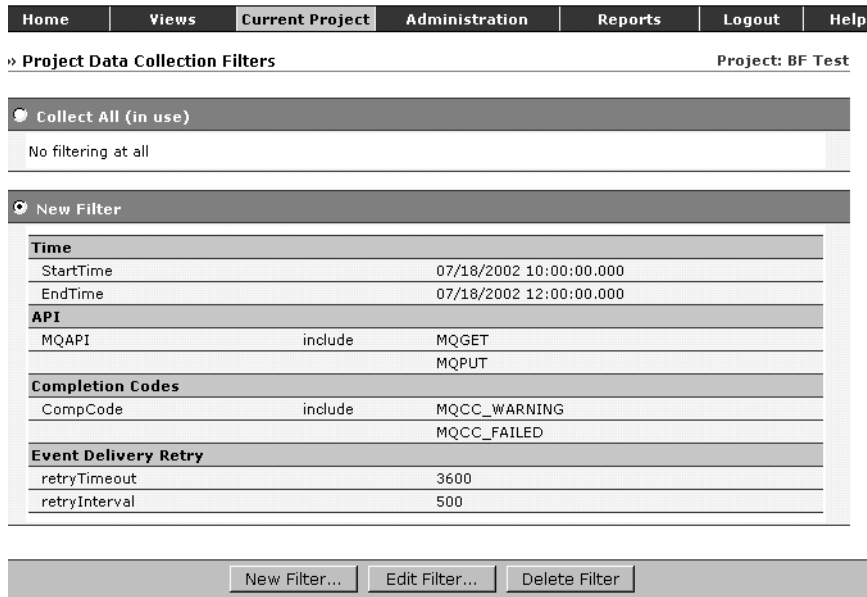 Home Views Current Project Administration Reports Logout Help
» Project Data Collection Filters Project: BF Test
Collect All (in use)
No filtering at all
New Filter
Time
StartTime 07/18/2002 10:00:00.000
EndTime 07/18/2002 12:00:00.000
API
MQAPI include MQGET
MQPUT
Completion Codes
CompCode include MQCC_WARNING
MQCC_FAILED
Event Delivery Retry
retryTimeout 3600
retryInterval 500
New Filter... Edit Filter... Delete Filter